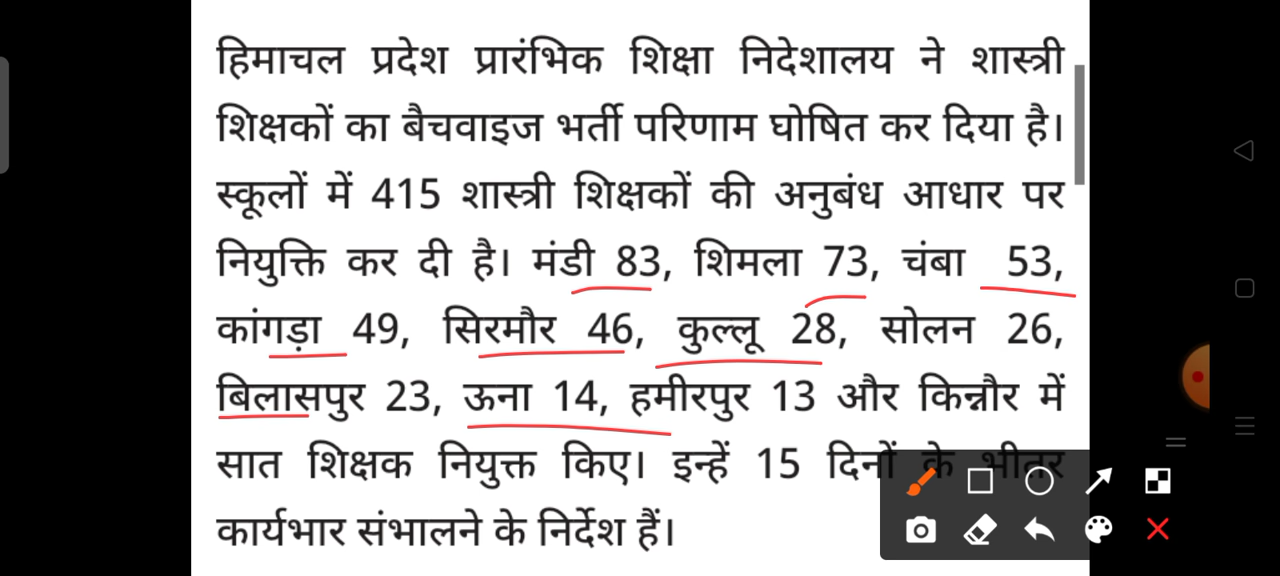 हिमाचल प्रदेश प्रारंभिक शिक्षा निदेशालय ने शास्त्री
शिक्षकों का बैचवाइज भर्ती परिणाम घोषित कर दिया है।
स्कूलों में 415 शास्त्री शिक्षकों की अनुबंध आधार पर
नियुक्ति कर दी है। मंडी 83, शिमला 73, चंबा 53,
कांगड़ा 49, सिरमौर 46, कुल्लू 28, सोलन 26,
बिलासपुर 23, ऊना 14, हमीरपुर 13 और किन्नौर में
सात शिक्षक नियुक्त किए। इन्हें 15 दिनों के भीतर
कार्यभार संभालने के निर्देश हैं।